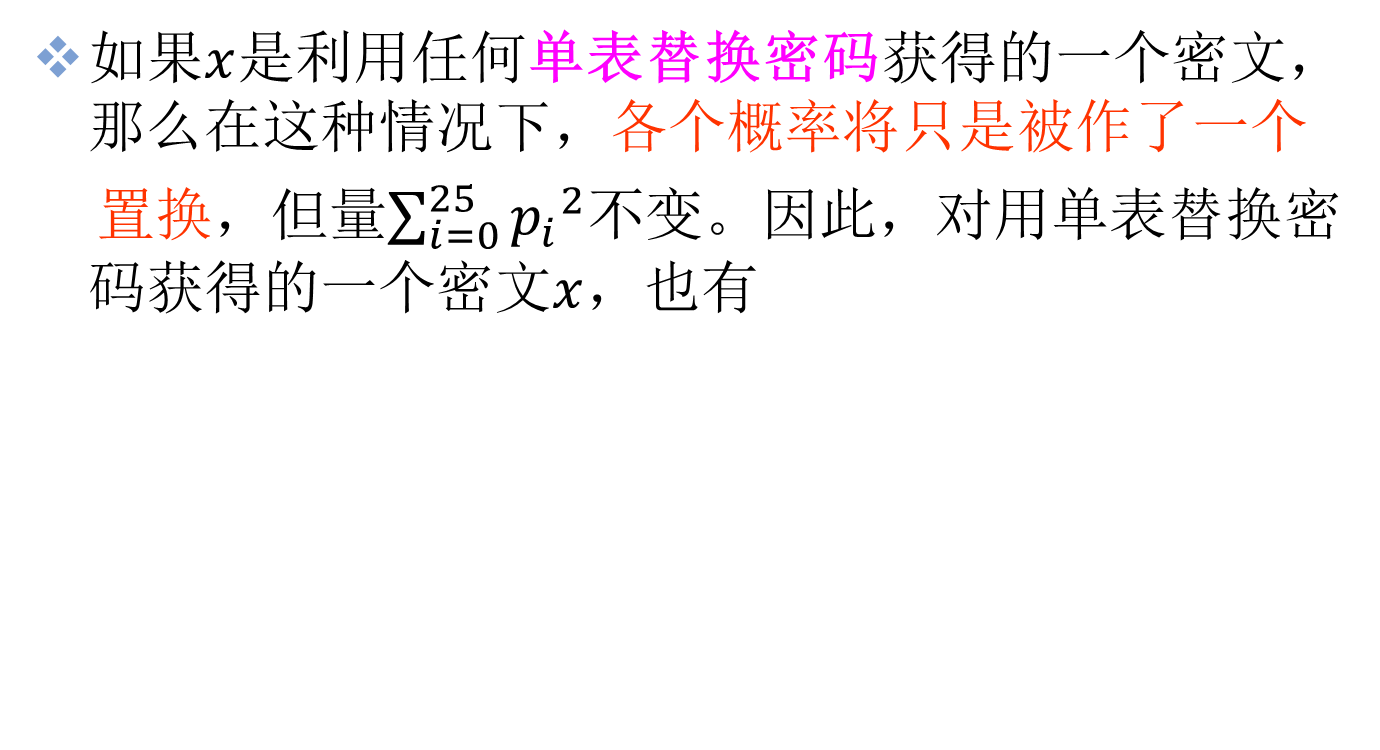 ❖如果𝑥是利用任何单表替换密码获得的一个密文,
那么在这种情况下,各个概率将只是被作了一个
置换,但量∑_{i=0}^{25} p_i^2不变。因此,对用单表替换密
码获得的一个密文𝑥,也有